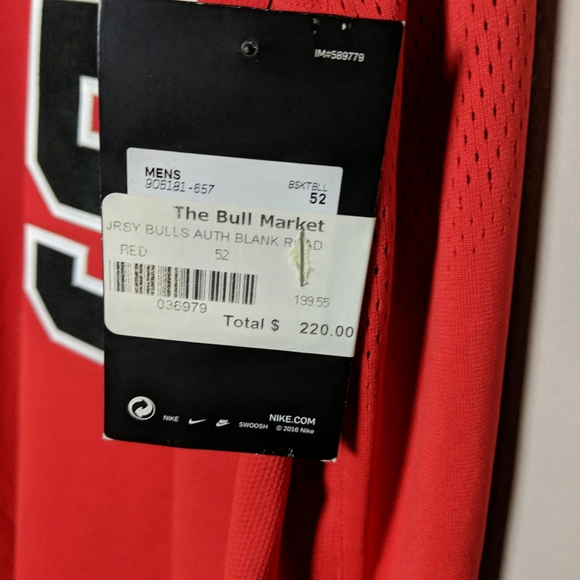 IM#589779
MENS
905181-657
BSKTBLL
52
The Bull Market
JRSY BULLS AUTH BLANK ROAD
RED 52
036979
199.55
Total $ 220.00
NIKE SWOOSH
NIKE.COM
© 2016 Nike